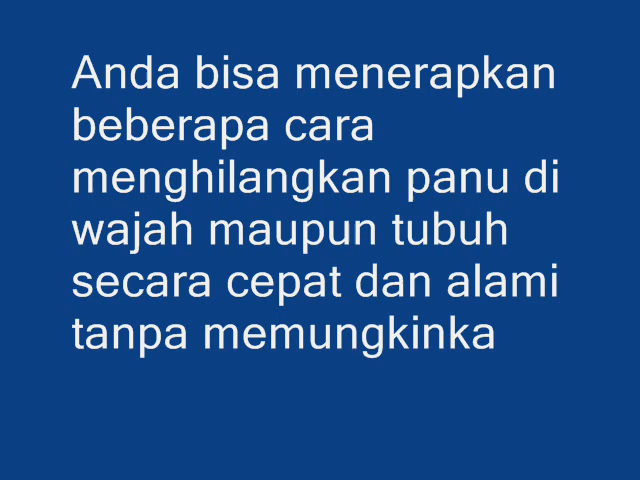 Anda bisa menerapkan
beberapa cara
menghilangkan panu di
wajah maupun tubuh
secara cepat dan alami
tanpa memungkinka